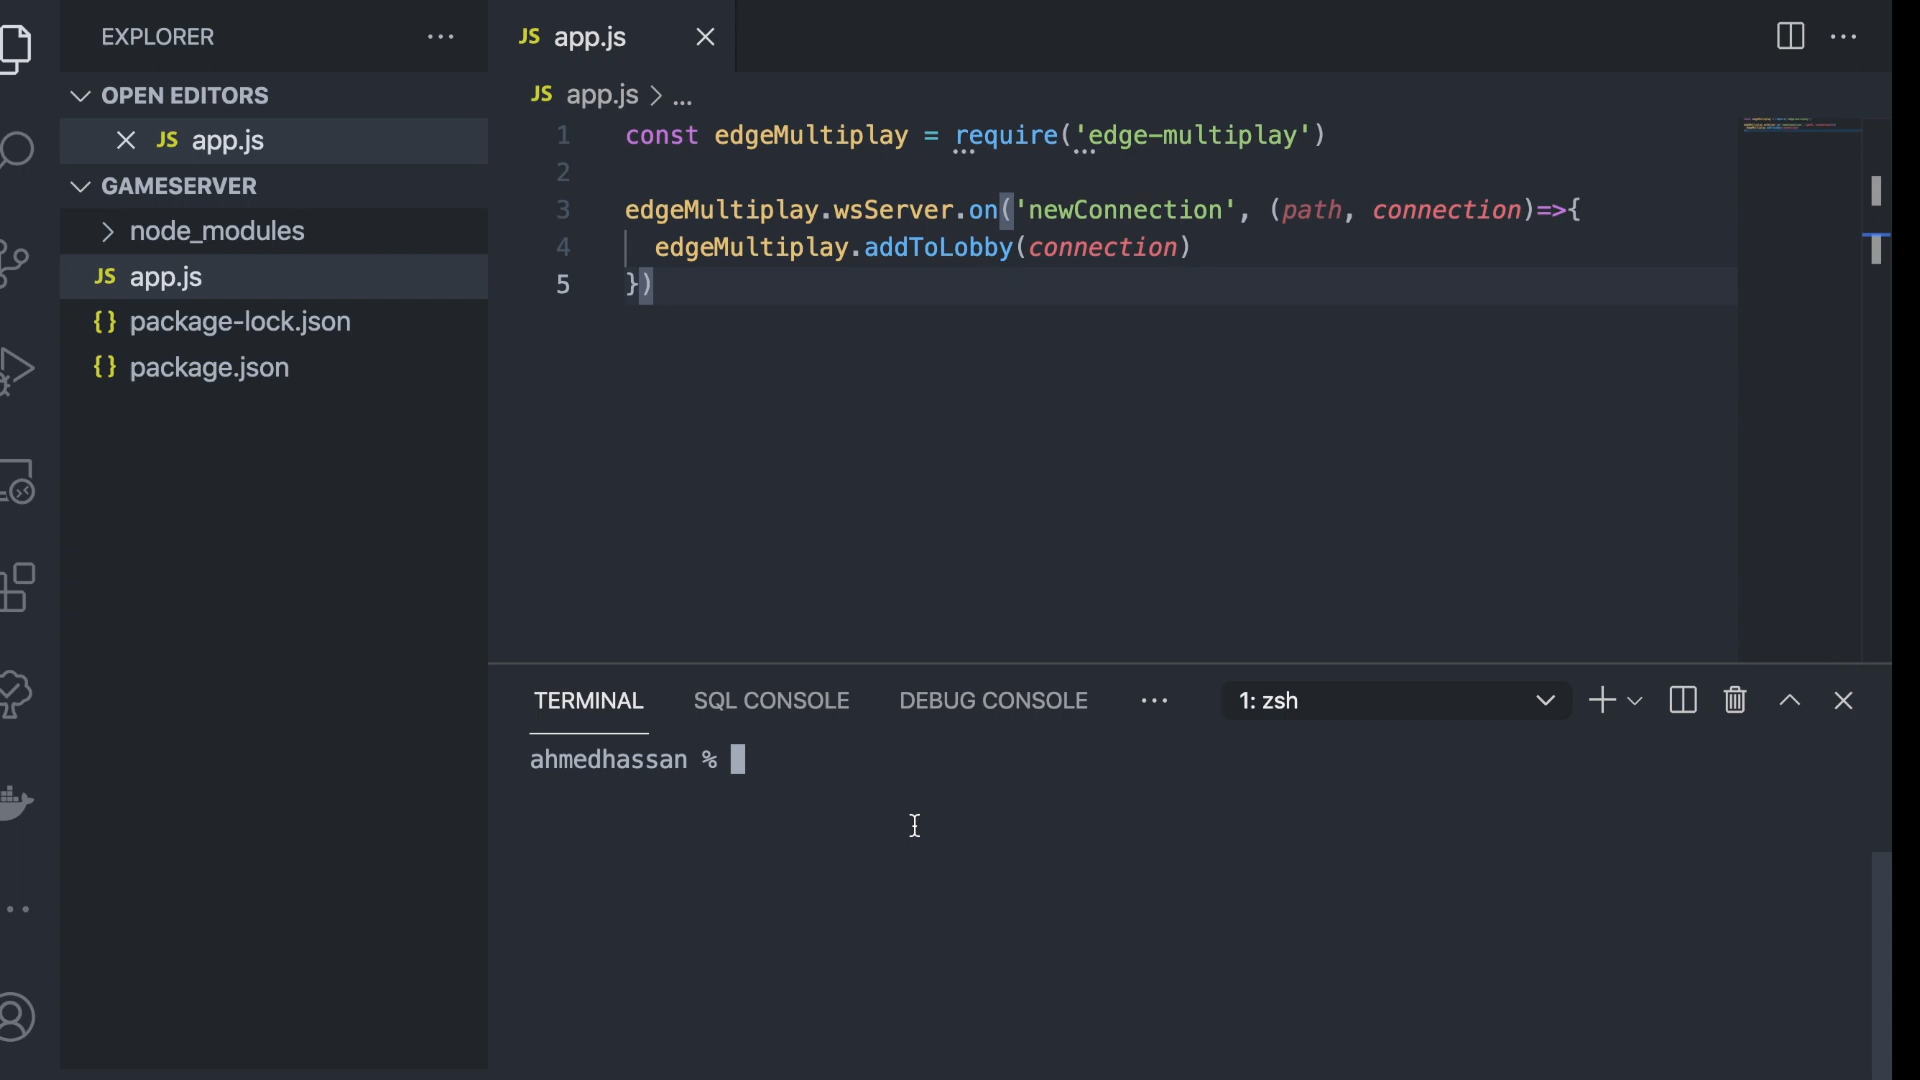 EXPLORER
JS app.js
OPEN EDITORS
JS app.js
GAMESERVER
node_modules
JS app.js
{} package-lock.json
{} package.json
JS app.js > ...
1 const edgeMultiplay = require('edge-multiplay')
2
3 edgeMultiplay.wsServer.on('newConnection', (path, connection)=>{
4 edgeMultiplay.addToLobby(connection)
5 })
TERMINAL SQL CONSOLE DEBUG CONSOLE ... 1: zsh
ahmedhassan %